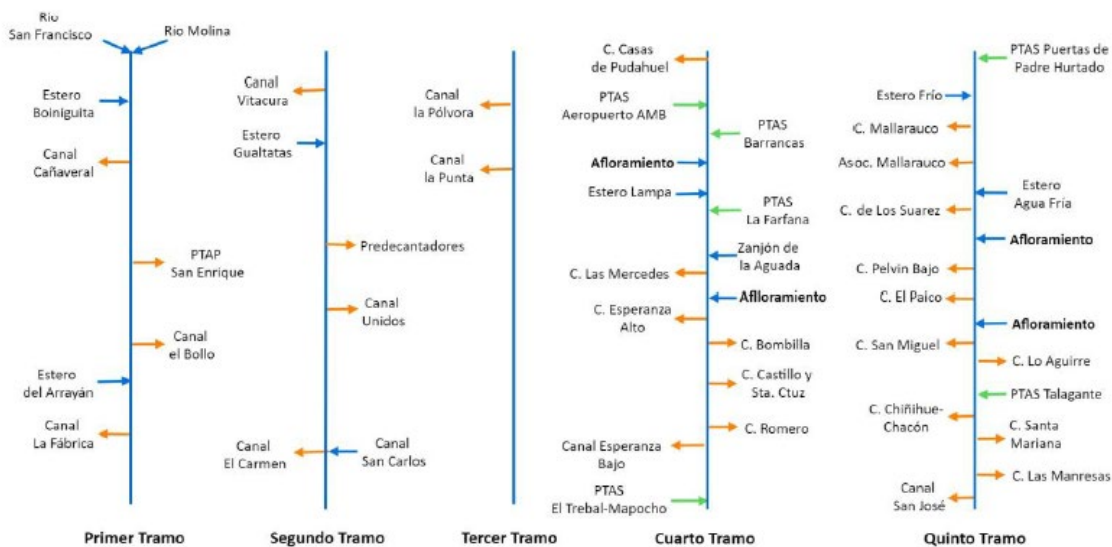 Rio
San Francisco
Rio Molina
Estero
Boiniguita
Canal
Cañaveral
PTAP
San Enrique
Canal
el Bollo
Estero
del Arrayán
Canal
La Fábrica
Primer Tramo
Canal
Vitacura
Estero
Gualtatas
Predecantadores
Canal
Unidos
Canal
El Carmen
Canal
San Carlos
Segundo Tramo
Canal
la Pólvora
Canal
la Punta
Tercer Tramo
C. Casas
de Pudahuel
PTAS
Aeropuerto AMB
PTAS
Barrancas
Afloramiento
Estero Lampa
PTAS
La Farfana
Zanjón de
la Aguada
C. Las Mercedes
Aflloramiento
C. Esperanza
Alto
C. Bombilla
C. Castillo y
Sta. Ctuz
C. Romero
Canal Esperanza
Bajo
PTAS
El Trebal-Mapocho
Cuarto Tramo
PTAS Puertas de
Padre Hurtado
Estero Frío
C. Mallarauco
Asoc. Mallarauco
Estero
Agua Fría
C. de Los Suarez
Afloramiento
C. Pelvin Bajo
C. El Paico
Afloramiento
C. San Miguel
C. Lo Aguirre
PTAS Talagante
C. Chiñihue-
Chacón
C. Santa
Mariana
C. Las Manresas
Canal
San José
Quinto Tramo